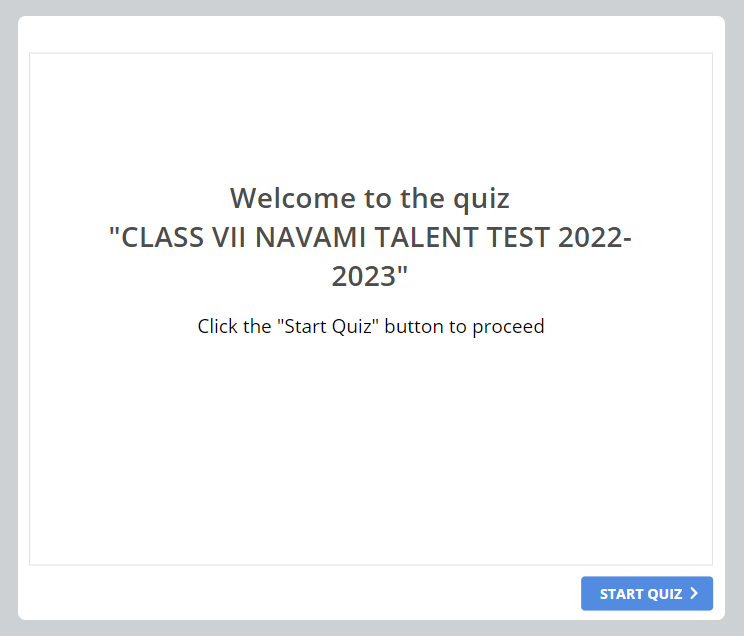 Welcome to the quiz
"CLASS VII NAVAMI TALENT TEST 2022-
2023"
Click the "Start Quiz" button to proceed
START QUIZ